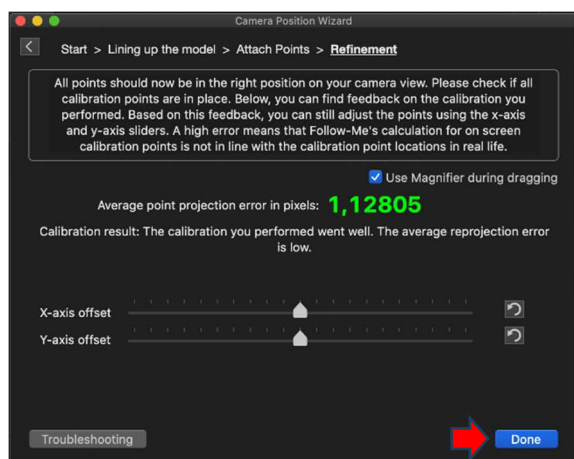 Camera Position Wizard
Start > Lining up the model > Attach Points > Refinement
All points should now be in the right position on your camera view. Please check if all
calibration points are in place. Below, you can find feedback on the calibration you
performed. Based on this feedback, you can still adjust the points using the x-axis
and y-axis sliders. A high error means that Follow-Me's calculation for on screen
calibration points is not in line with the calibration point locations in real life.
Use Magnifier during dragging
Average point projection error in pixels: 1,12805
Calibration result: The calibration you performed went well. The average reprojection error
is low.
X-axis offset
Y-axis offset
Troubleshooting
Done